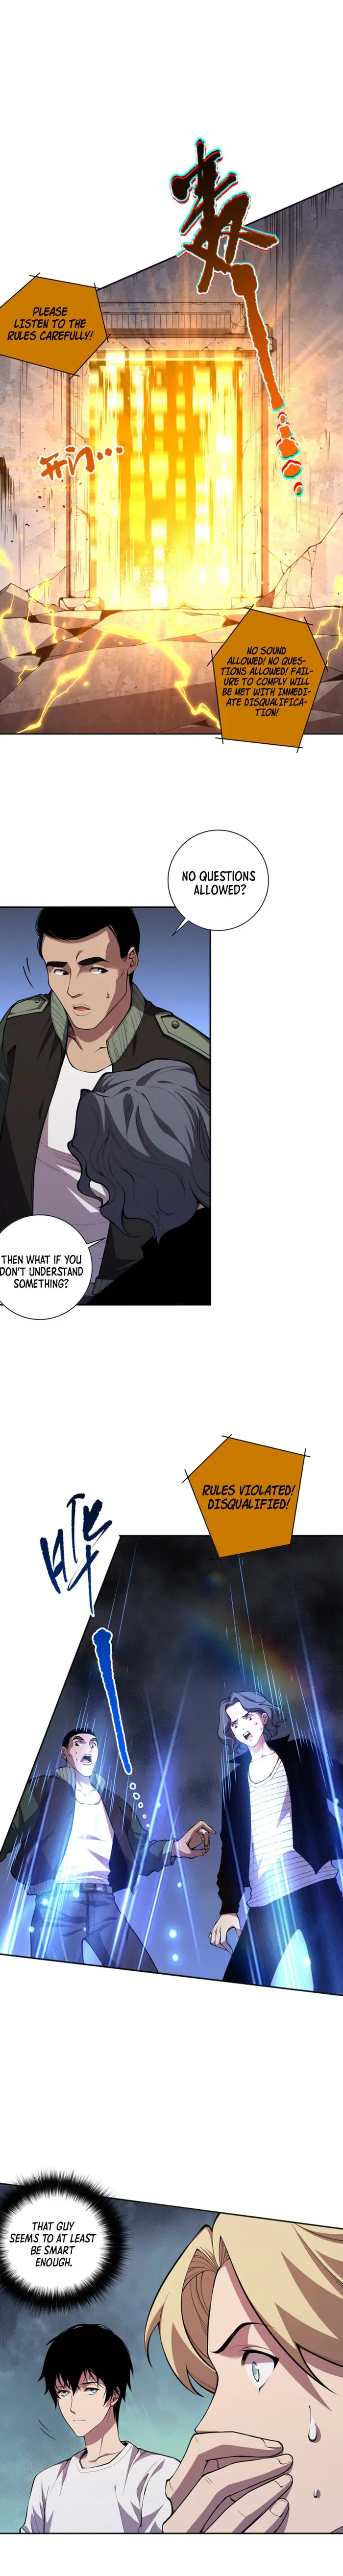 PLEASE
LISTEN TO THE
RULES CAREFULLY!
开门...
NO SOUND
ALLOWED! NO QUES-
TIONS ALLOWED! FAIL-
URE TO COMPLY WILL
BE MET WITH IMMEDI-
ATE DISQUALIFICA-
TION!
NO QUESTIONS
ALLOWED?
THEN WHAT IF YOU
DON'T UNDERSTAND
SOMETHING?
RULES VIOLATED!
DISQUALIFIED!
THAT GUY
SEEMS TO AT LEAST
BE SMART
ENOUGH.